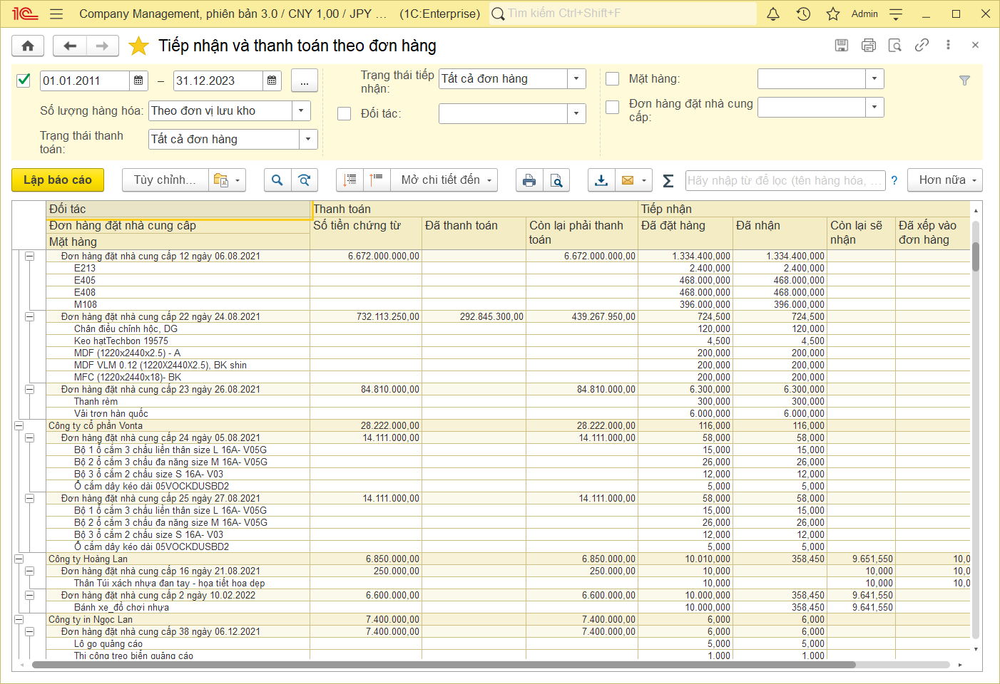 Company Management, phiên bản 3.0 / CNY 1,00 / JPY ... (1C:Enterprise)
Tìm kiếm Ctrl+Shift+F
Admin
Tiếp nhận và thanh toán theo đơn hàng
01.01.2011 – 31.12.2023 ...
Số lượng hàng hóa: Theo đơn vị lưu kho
Trạng thái thanh toán: Tất cả đơn hàng
Trạng thái tiếp nhận: Tất cả đơn hàng
Đối tác:
Mặt hàng:
Đơn hàng đặt nhà cung cấp:
Lập báo cáo Tùy chỉnh... Mở chi tiết đến Σ Hãy nhập từ để lọc (tên hàng hóa, ... ? Hơn nữa
Đối tác Thanh toán Tiếp nhận
Đơn hàng đặt nhà cung cấp Số tiền chứng từ Đã thanh toán Còn lại phải thanh toán Đã đặt hàng Đã nhận Còn lại sẽ nhận Đã xếp vào đơn hàng
Mặt hàng
Đơn hàng đặt nhà cung cấp 12 ngày 06.08.2021 6.672.000.000,00 6.672.000.000,00 1.334.400,000 1.334.400,000
E213 2.400,000 2.400,000
E405 468.000,000 468.000,000
E408 468.000,000 468.000,000
M108 396.000,000 396.000,000
Đơn hàng đặt nhà cung cấp 22 ngày 24.08.2021 732.113.250,00 292.845.300,00 439.267.950,00 724,500 724,500
Chân điều chỉnh hộc, DG 120,000 120,000
Keo hạtTechbon 19575 4,500 4,500
MDF (1220x2440x2.5) - A 200,000 200,000
MDF VLM 0.12 (1220X2440X2.5), BK shin 200,000 200,000
MFC (1220x2440x18)- BK 200,000 200,000
Đơn hàng đặt nhà cung cấp 23 ngày 26.08.2021 84.810.000,00 84.810.000,00 6.300,000 6.300,000
Thanh rèm 300,000 300,000
Vải trơn hàn quốc 6.000,000 6.000,000
Công ty cổ phần Vonta 28.222.000,00 28.222.000,00 116,000 116,000
Đơn hàng đặt nhà cung cấp 24 ngày 05.08.2021 14.111.000,00 14.111.000,00 58,000 58,000
Bộ 1 ổ cắm 3 chấu liền thân size L 16A- V05G 15,000 15,000
Bộ 2 ổ cắm 3 chấu đa năng size M 16A- V05G 26,000 26,000
Bộ 3 ổ cắm 2 chấu size S 16A- V03 12,000 12,000
Ổ cắm dây kéo dài 05VOCKDUSBD2 5,000 5,000
Đơn hàng đặt nhà cung cấp 25 ngày 27.08.2021 14.111.000,00 14.111.000,00 58,000 58,000
Bộ 1 ổ cắm 3 chấu liền thân size L 16A- V05G 15,000 15,000
Bộ 2 ổ cắm 3 chấu đa năng size M 16A- V05G 26,000 26,000
Bộ 3 ổ cắm 2 chấu size S 16A- V03 12,000 12,000
Ổ cắm dây kéo dài 05VOCKDUSBD2 5,000 5,000
Công ty Hoàng Lan 6.850.000,00 6.850.000,00 10.010,000 358,450 9.651,550 10,0
Đơn hàng đặt nhà cung cấp 16 ngày 21.08.2021 250.000,00 250.000,00 10,000 10,000 10,0
Thân Túi xách nhựa đan tay - họa tiết hoa dẹp 10,000 10,000 10,0
Đơn hàng đặt nhà cung cấp 2 ngày 10.02.2022 6.600.000,00 6.600.000,00 10.000,000 358,450 9.641,550
Bánh xe_đồ chơi nhựa 10.000,000 358,450 9.641,550
Công ty in Ngọc Lan 7.400.000,00 7.400.000,00 6,000 6,000
Đơn hàng đặt nhà cung cấp 38 ngày 06.12.2021 7.400.000,00 7.400.000,00 6,000 6,000
Lô go quảng cáo 5,000 5,000
Thi công treo biển quảng cáo 1,000 1,000